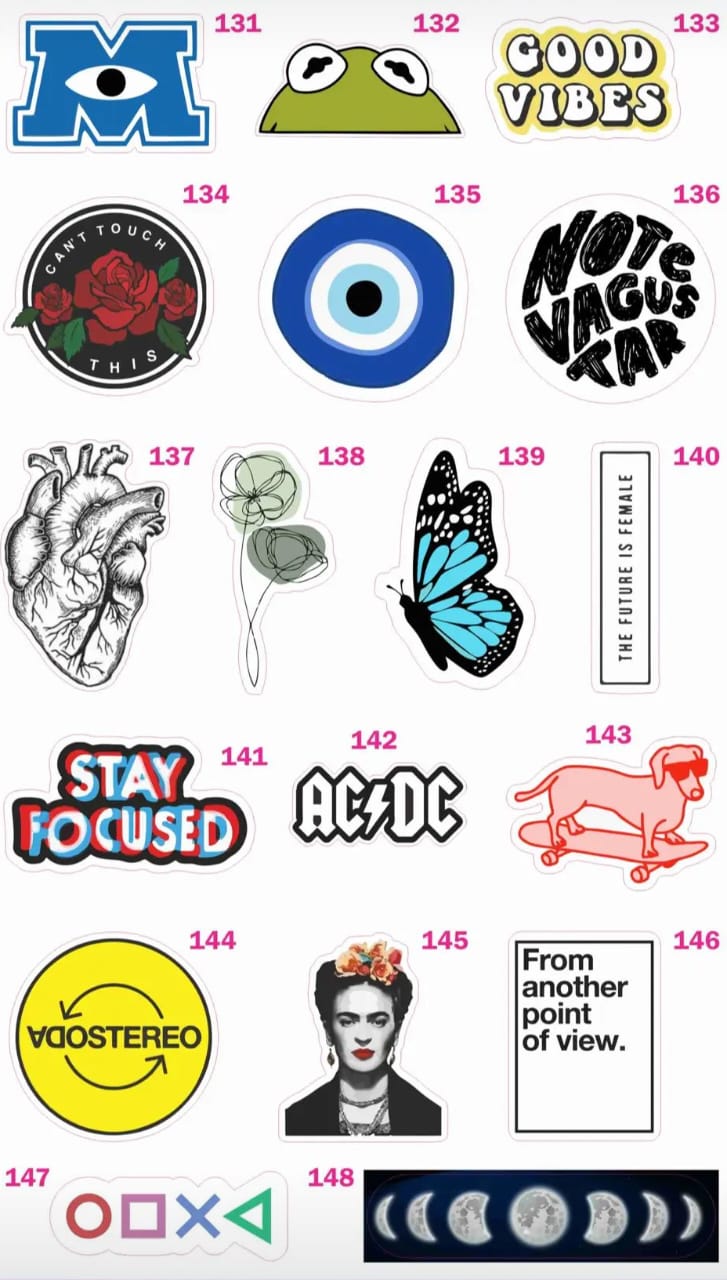 131
132
133
M
GOOD
VIBES
134
135
136
CAN'T TOUCH
THIS
NOTE
VAGUS
TAR
137
138
139
140
THE FUTURE IS FEMALE
141
142
143
STAY
FOCUSED
AC⚡DC
144
145
146
ᗡOSTEREO
From
another
point
of view.
147
148